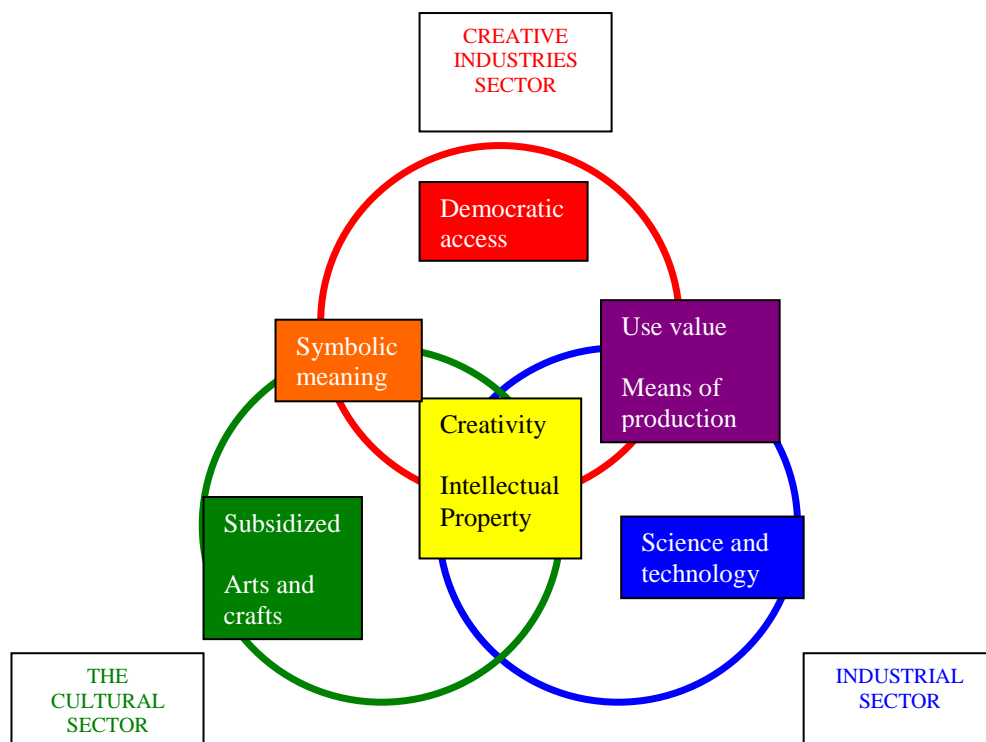 CREATIVE
INDUSTRIES
SECTOR
Democratic
access
Symbolic
meaning
Use value
Means of
production
Creativity
Intellectual
Property
Subsidized
Arts and
crafts
Science and
technology
THE
CULTURAL
SECTOR
INDUSTRIAL
SECTOR